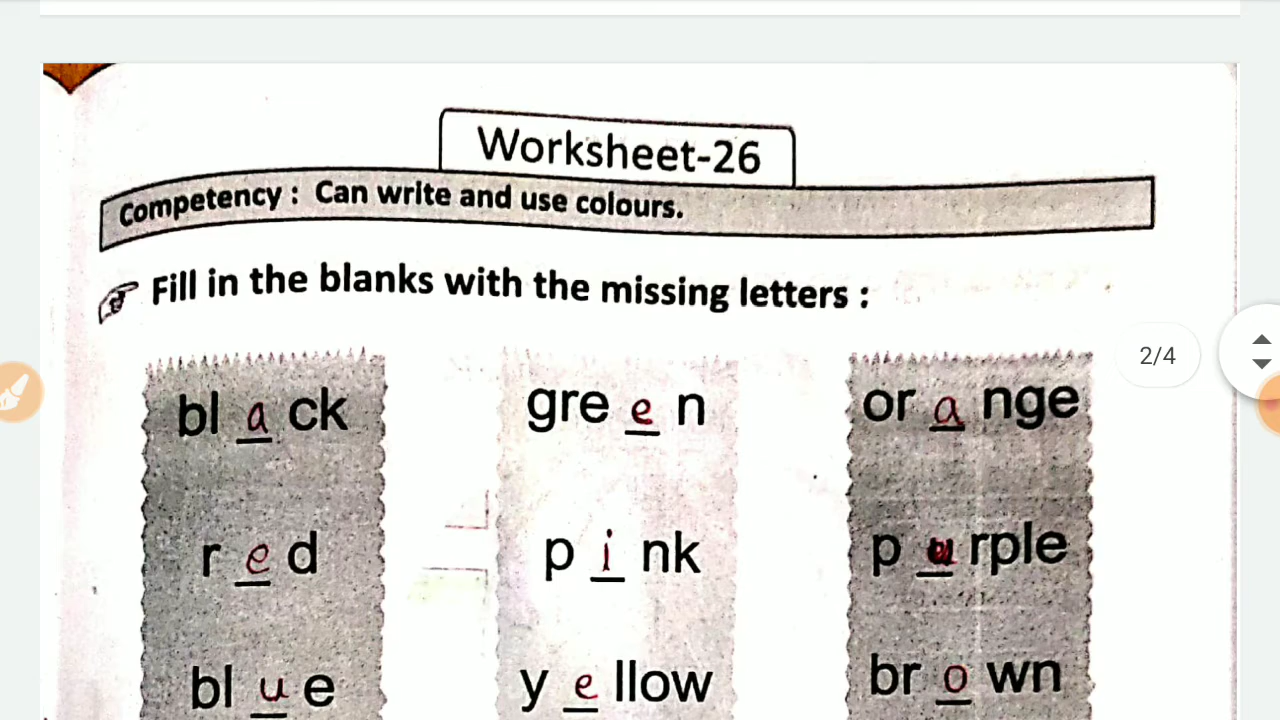 Worksheet-26
Competency : Can write and use colours.
Fill in the blanks with the missing letters :
2/4
bl a ck gre e n or a nge
r e d p i nk p u rple
bl u e y e llow br o wn